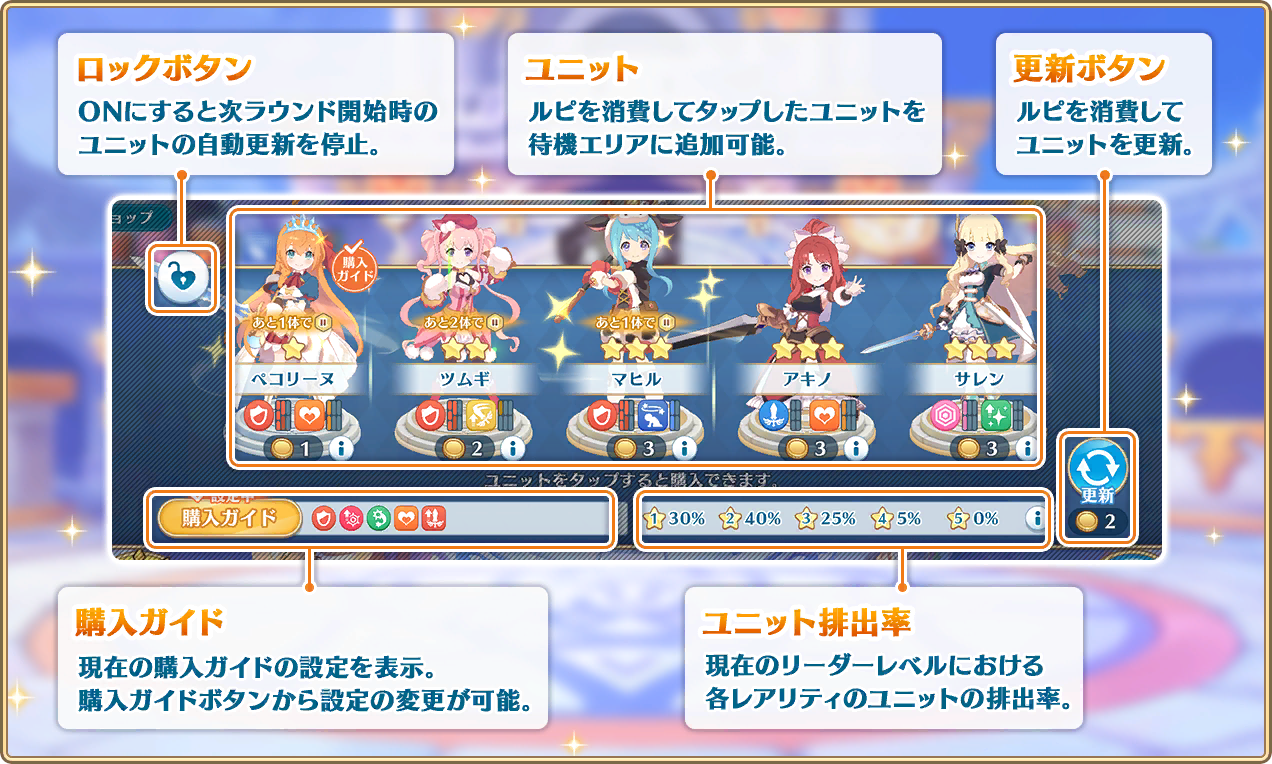 ロックボタン
ONにすると次ラウンド開始時の
ユニットの自動更新を停止。
ユニット
ルピを消費してタップしたユニットを
待機エリアに追加可能。
更新ボタン
ルピを消費して
ユニットを更新。
ョップ
購入
ガイド
あと1体で
あと2体で
あと1体で
ペコリーヌ
ツムギ
マヒル
アキノ
サレン
1
2
3
3
3
ユニットをタップすると購入できます。
設定中
購入ガイド
1 30% 2 40% 3 25% 4 5% 5 0%
更新
2
購入ガイド
現在の購入ガイドの設定を表示。
購入ガイドボタンから設定の変更が可能。
ユニット排出率
現在のリーダーレベルにおける
各レアリティのユニットの排出率。